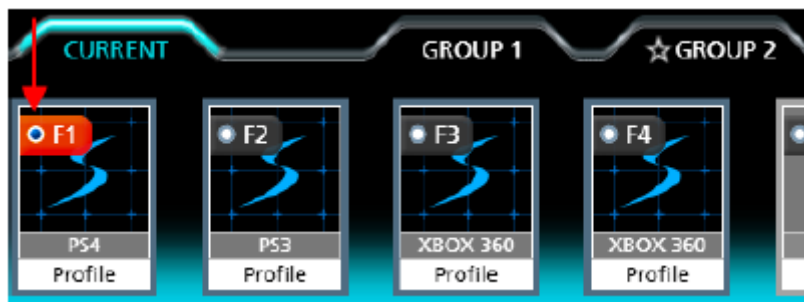 CURRENT GROUP 1 ☆ GROUP 2
F1 F2 F3 F4
PS4 PS3 XBOX 360 XBOX 360
Profile Profile Profile Profile